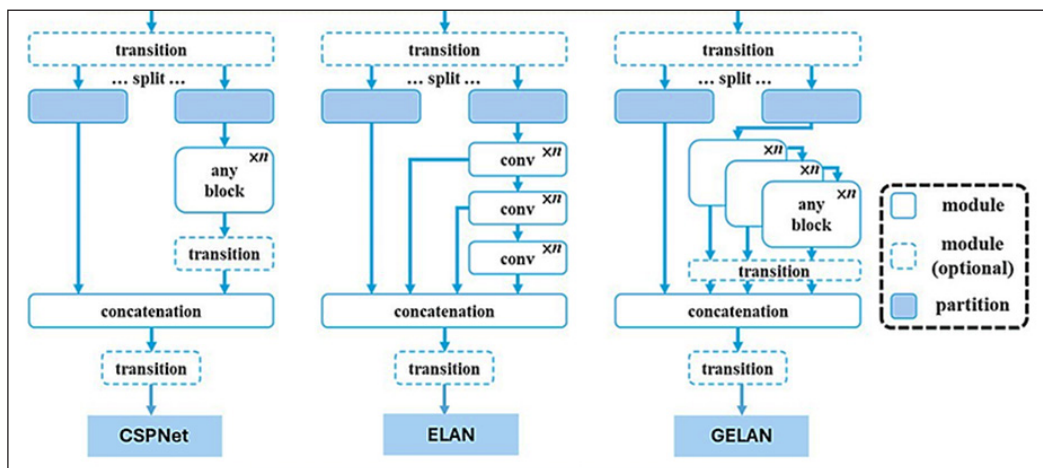 transition
... split ...
×n
any
block
transition
concatenation
transition
CSPNet
transition
... split ...
conv ×n
conv ×n
conv ×n
concatenation
transition
ELAN
transition
... split ...
×n
×n
×n
any
block
transition
concatenation
transition
GELAN
module
module
(optional)
partition